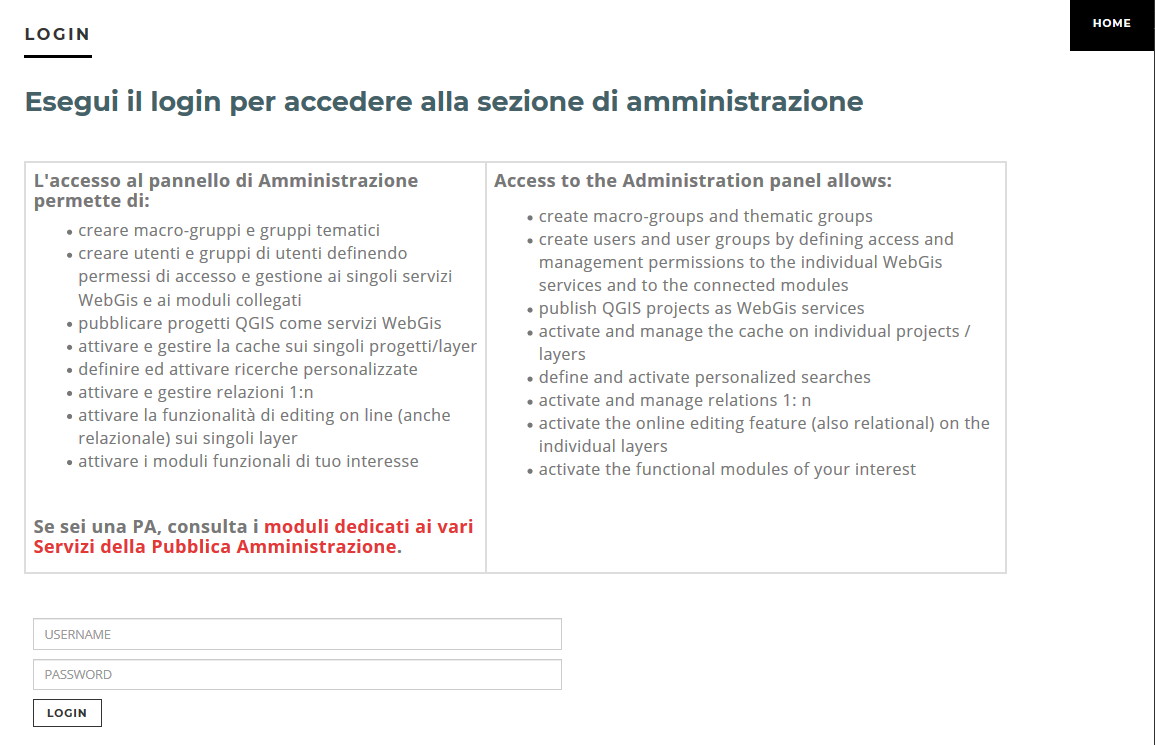 LOGIN
HOME
Esegui il login per accedere alla sezione di amministrazione
L'accesso al pannello di Amministrazione
permette di:
creare macro-gruppi e gruppi tematici
creare utenti e gruppi di utenti definendo
permessi di accesso e gestione ai singoli servizi
WebGis e ai moduli collegati
pubblicare progetti QGIS come servizi WebGis
attivare e gestire la cache sui singoli progetti/layer
definire ed attivare ricerche personalizzate
attivare e gestire relazioni 1:n
attivare la funzionalità di editing on line (anche
relazionale) sui singoli layer
attivare i moduli funzionali di tuo interesse
Se sei una PA, consulta i moduli dedicati ai vari
Servizi della Pubblica Amministrazione.
Access to the Administration panel allows:
create macro-groups and thematic groups
create users and user groups by defining access and
management permissions to the individual WebGis
services and to the connected modules
publish QGIS projects as WebGis services
activate and manage the cache on individual projects /
layers
define and activate personalized searches
activate and manage relations 1: n
activate the online editing feature (also relational) on the
individual layers
activate the functional modules of your interest
USERNAME
PASSWORD
LOGIN